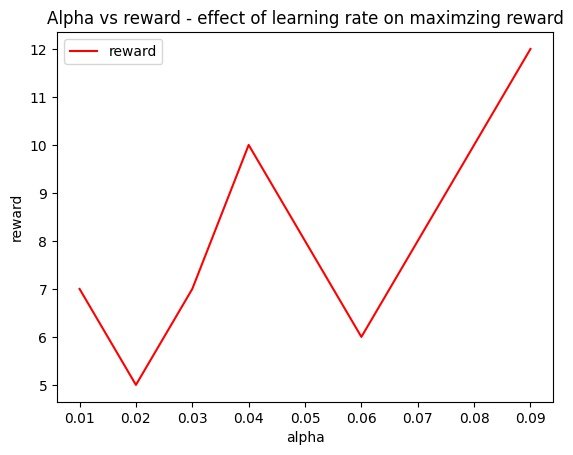 Alpha vs reward - effect of learning rate on maximzing reward
reward
12
11
10
9
8
7
6
5
reward
0.01 0.02 0.03 0.04 0.05 0.06 0.07 0.08 0.09
alpha